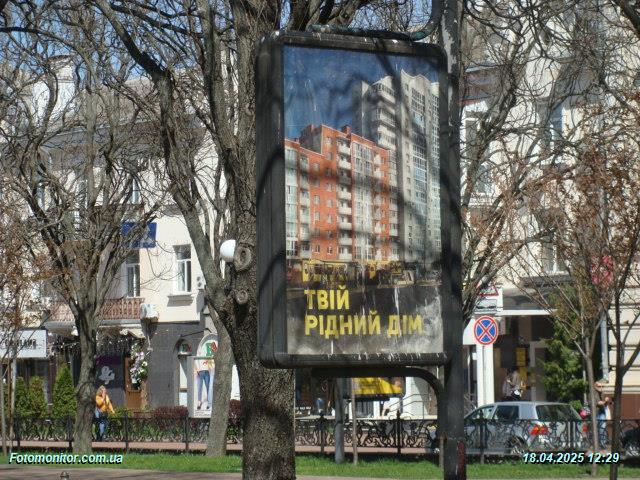 ТВІЙ
РІДНИЙ ДІМ
Fotomonitor.com.ua
18.04.2025 12:29